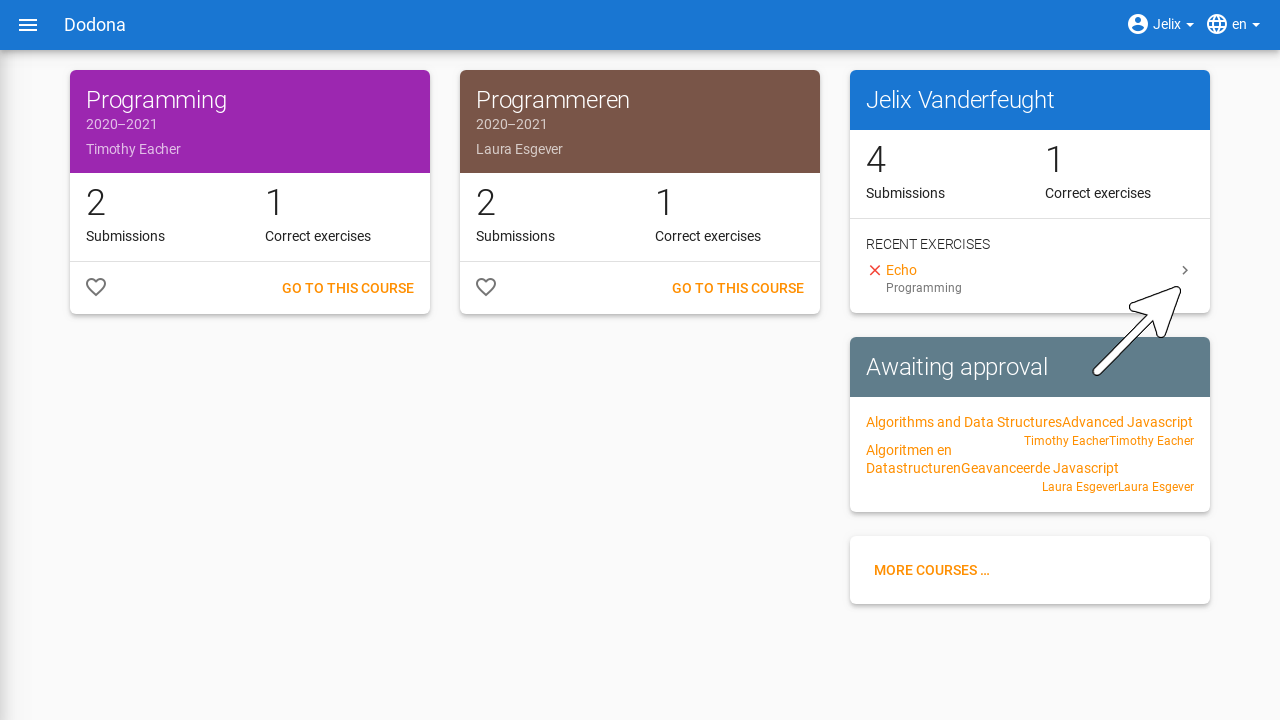 Dodona
Jelix
en
Programming
2020–2021
Timothy Eacher
2
1
Submissions
Correct exercises
GO TO THIS COURSE
Programmeren
2020–2021
Laura Esgever
2
1
Submissions
Correct exercises
GO TO THIS COURSE
Jelix Vanderfeught
4
1
Submissions
Correct exercises
RECENT EXERCISES
Echo
Programming
Awaiting approval
Algorithms and Data StructuresAdvanced Javascript
Timothy EacherTimothy Eacher
Algoritmen en
DatastructurenGeavanceerde Javascript
Laura EsgeverLaura Esgever
MORE COURSES ...